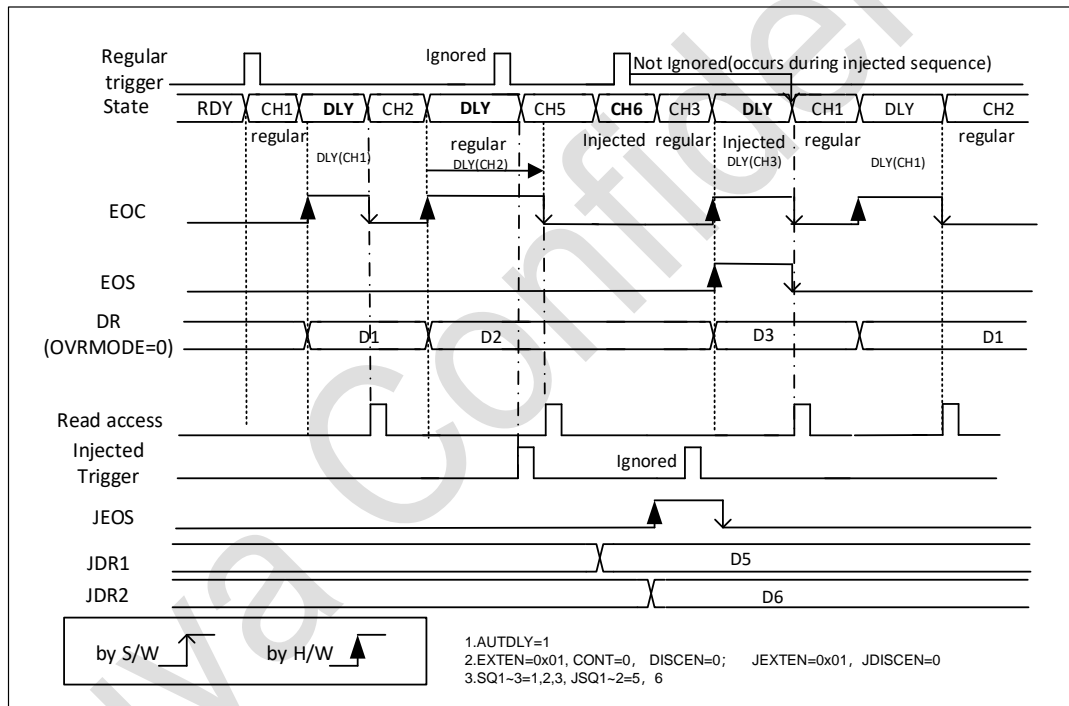 Regular trigger
Ignored
Not Ignored(occurs during injected sequence)
State
RDY CH1 DLY CH2 DLY CH5 CH6 CH3 DLY CH1 DLY CH2
regular regular Injected regular Injected regular regular
DLY(CH1) DLY(CH2) DLY(CH3) DLY(CH1)
EOC
EOS
DR
(OVRMODE=0)
D1 D2 D3 D1
Read access
Injected
Trigger
Ignored
JEOS
JDR1 D5
JDR2 D6
by S/W by H/W
1.AUTDLY=1
2.EXTEN=0x01, CONT=0, DISCEN=0; JEXTEN=0x01, JDISCEN=0
3.SQ1~3=1,2,3, JSQ1~2=5, 6
ya Confide